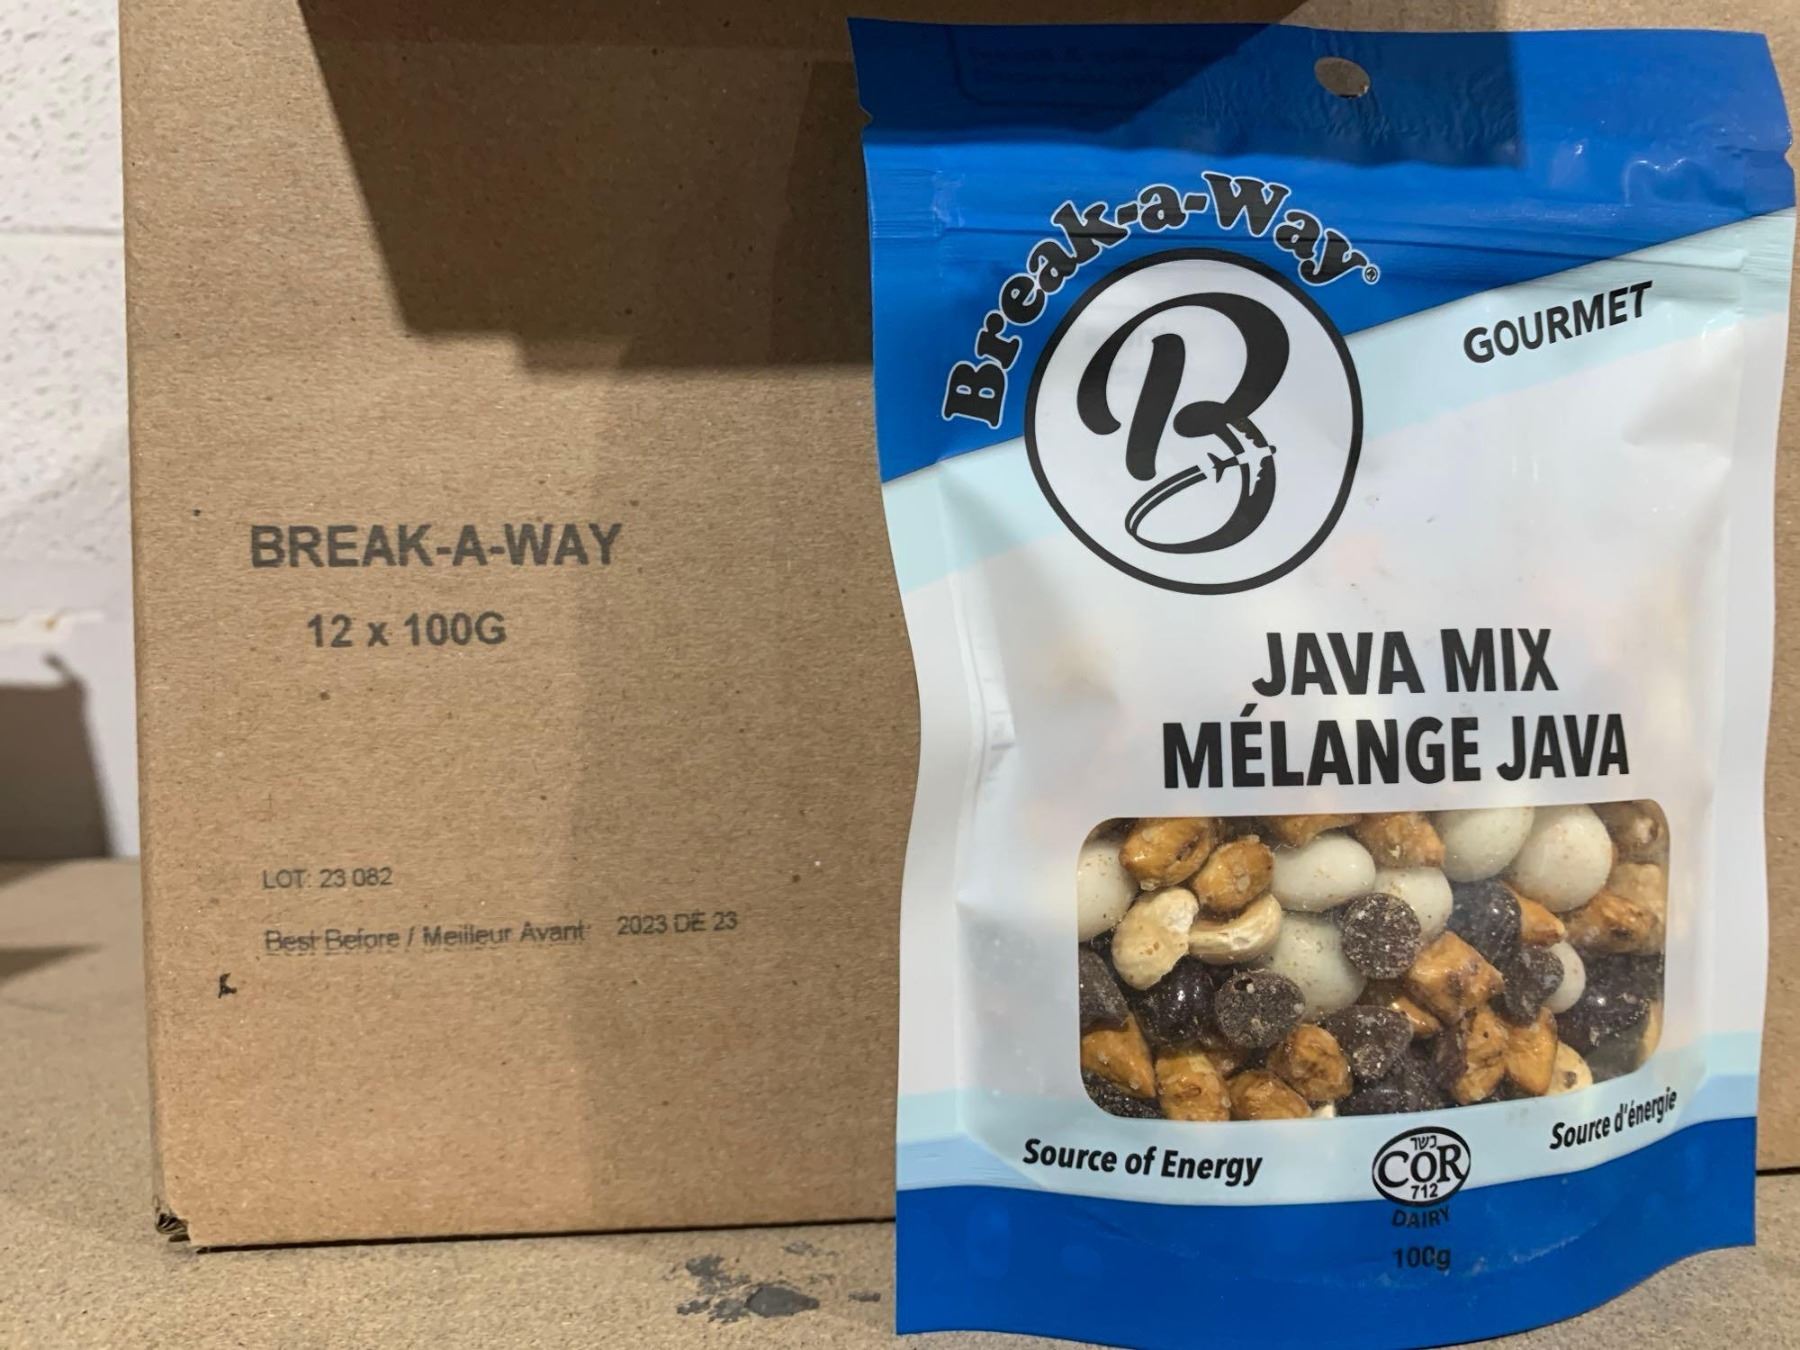 BREAK-A-WAY
12 x 100G
LOT: 23 082
Best Before / Meilleur Avant: 2023 DE 23
Break-a-Way®
B
GOURMET
JAVA MIX
MÉLANGE JAVA
Source of Energy
Source d'énergie
כשר
COR
712
DAIRY
100g